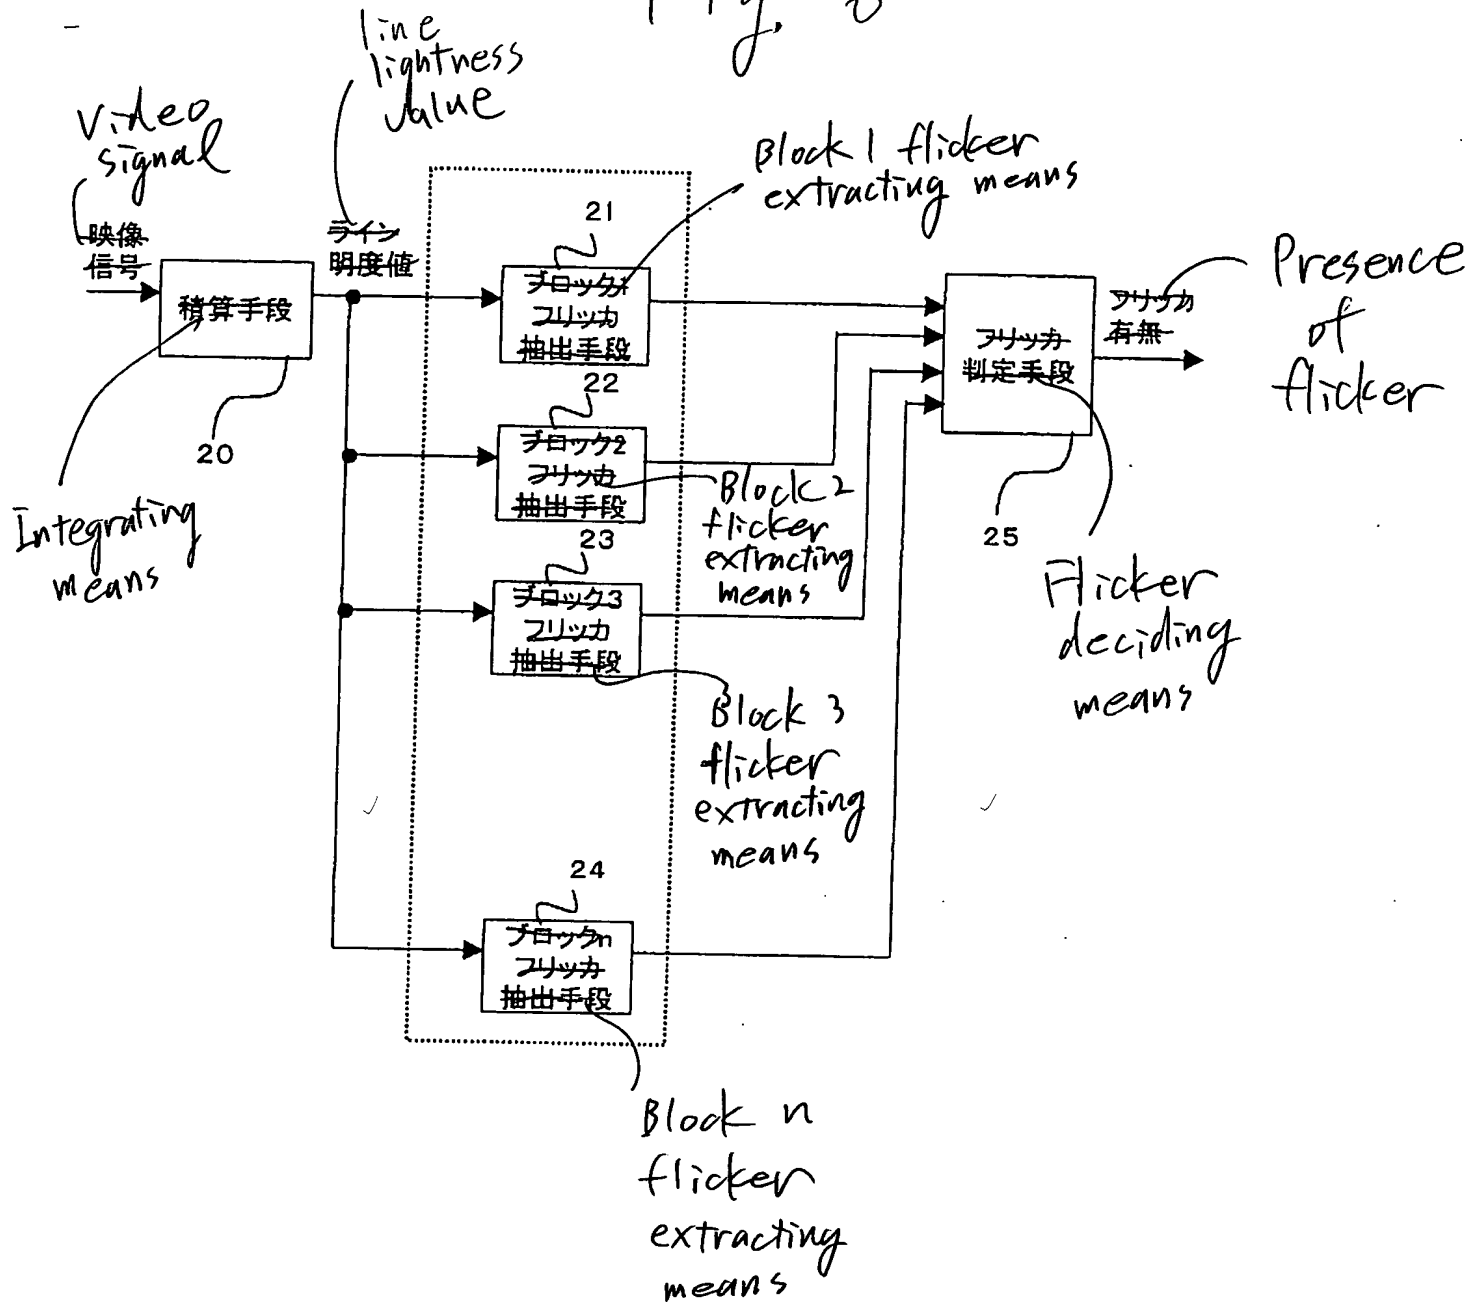 Fig.
line
lightness
value
Video
signal
映像
信号
ライン
明度値
積算手段
20
Integrating
means
21
ブロック1
フリッカ
抽出手段
Block 1 flicker
extracting means
22
ブロック2
フリッカ
抽出手段
Block 2
flicker
extracting
means
23
ブロック3
フリッカ
抽出手段
Block 3
flicker
extracting
means
24
ブロックn
フリッカ
抽出手段
Block n
flicker
extracting
means
フリッカ
判定手段
25
Flicker
deciding
means
フリッカ
有無
Presence
of
flicker